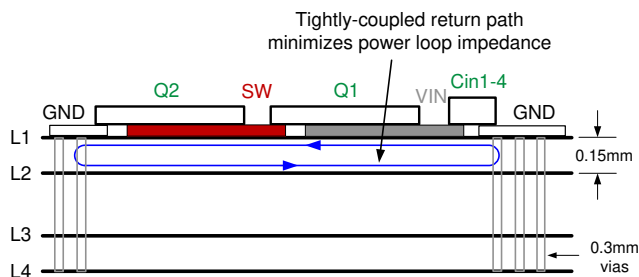 Tightly-coupled return path
minimizes power loop impedance
Q2
SW
Q1
VIN
Cin1-4
GND
GND
L1
L2
0.15mm
L3
L4
0.3mm
vias